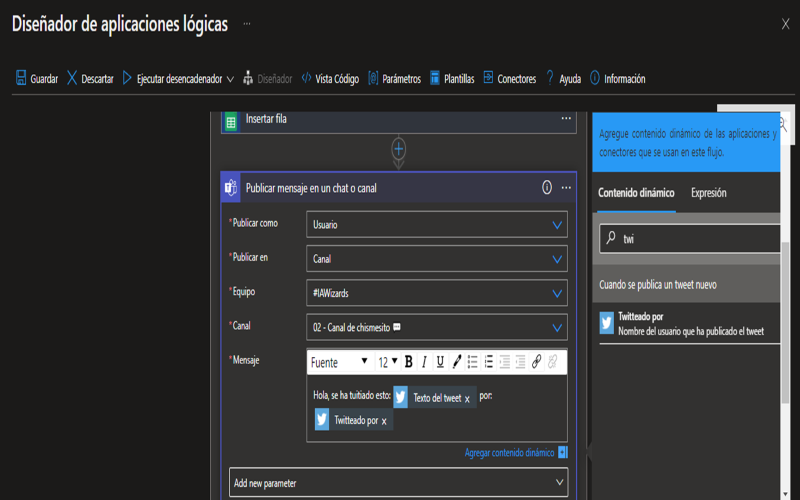 Diseñador de aplicaciones lógicas ...
Guardar Descartar Ejecutar desencadenador Diseñador Vista Código Parámetros Plantillas Conectores Ayuda Información
Insertar fila
Publicar mensaje en un chat o canal
*Publicar como Usuario
*Publicar en Canal
*Equipo #IAWizards
*Canal 02 - Canal de chismesito 💬
*Mensaje
Fuente 12 B I U
Hola, se ha tuitiado esto: Texto del tweet x por:
Twitteado por x
Agregar contenido dinámico
Add new parameter
Agregue contenido dinámico de las aplicaciones y
conectores que se usan en este flujo.
Contenido dinámico Expresión
twi
Cuando se publica un tweet nuevo
Twitteado por
Nombre del usuario que ha publicado el tweet